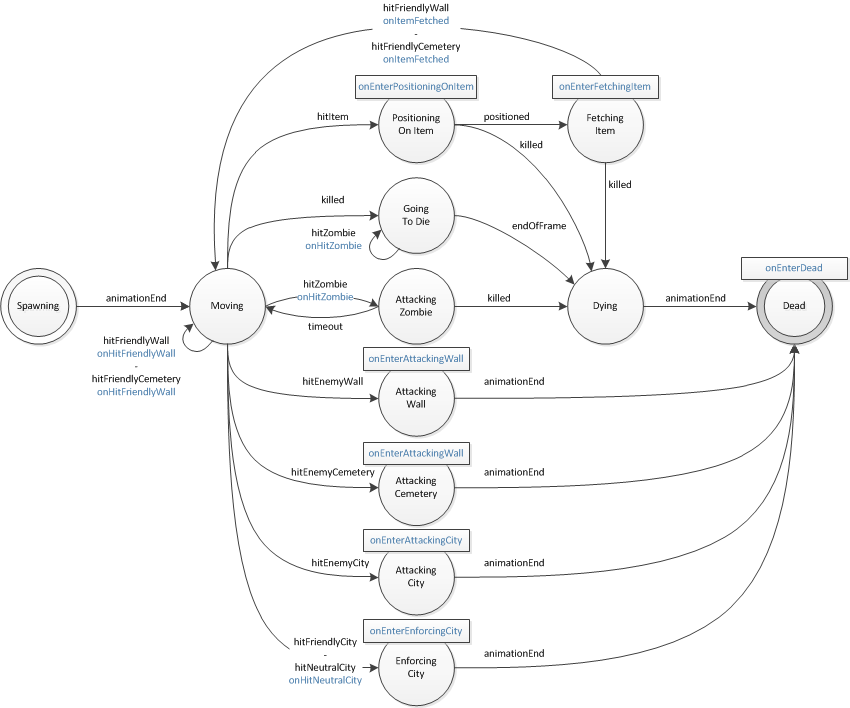 hitFriendlyWall
onItemFetched
-
hitFriendlyCemetery
onItemFetched
onEnterPositioningOnItem
onEnterFetchingItem
hitItem
Positioning
On Item
positioned
Fetching
Item
killed
killed
killed
Going
To Die
hitZombie
onHitZombie
endOfFrame
onEnterDead
Spawning
animationEnd
Moving
hitZombie
onHitZombie
timeout
Attacking
Zombie
killed
Dying
animationEnd
Dead
hitFriendlyWall
onHitFriendlyWall
-
hitFriendlyCemetery
onHitFriendlyWall
onEnterAttackingWall
hitEnemyWall
Attacking
Wall
animationEnd
onEnterAttackingWall
hitEnemyCemetery
Attacking
Cemetery
animationEnd
onEnterAttackingCity
hitEnemyCity
Attacking
City
animationEnd
onEnterEnforcingCity
hitFriendlyCity
-
hitNeutralCity
onHitNeutralCity
Enforcing
City
animationEnd